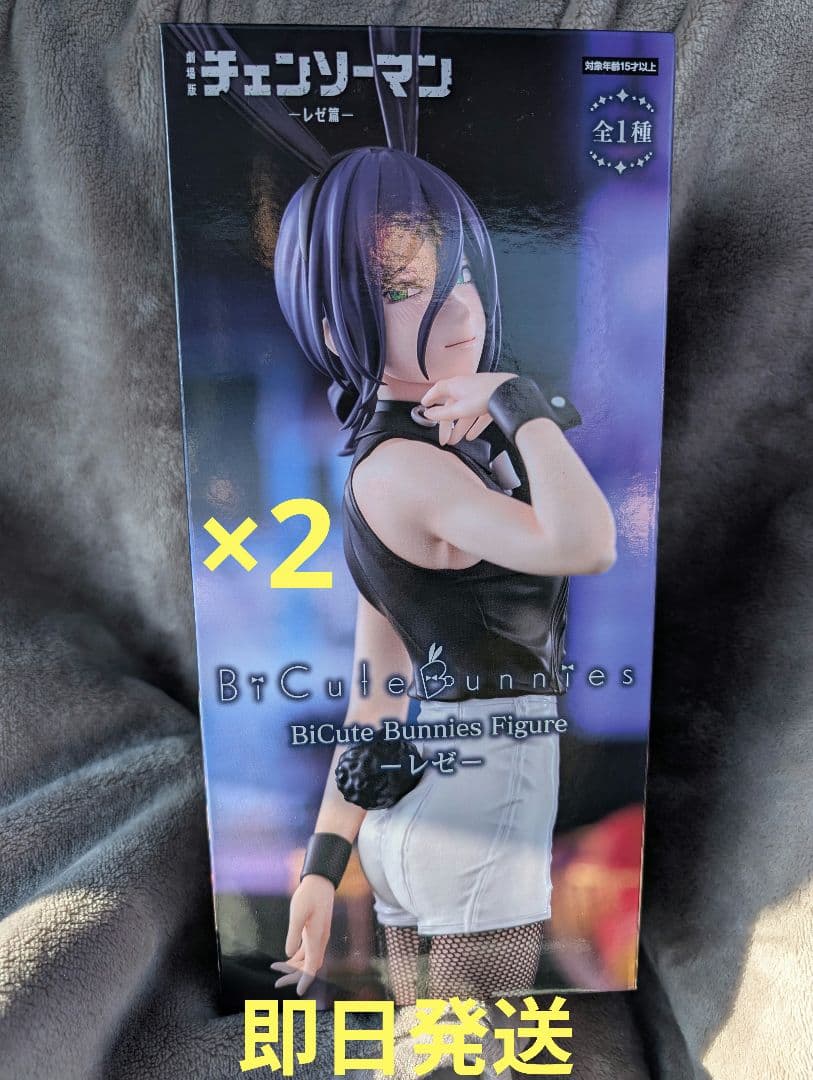 劇場版 チェンソーマン
ーレゼ篇ー
対象年齢15才以上
全1種
×2
BiCuteBunnies
BiCute Bunnies Figure
ーレゼー
即日発送